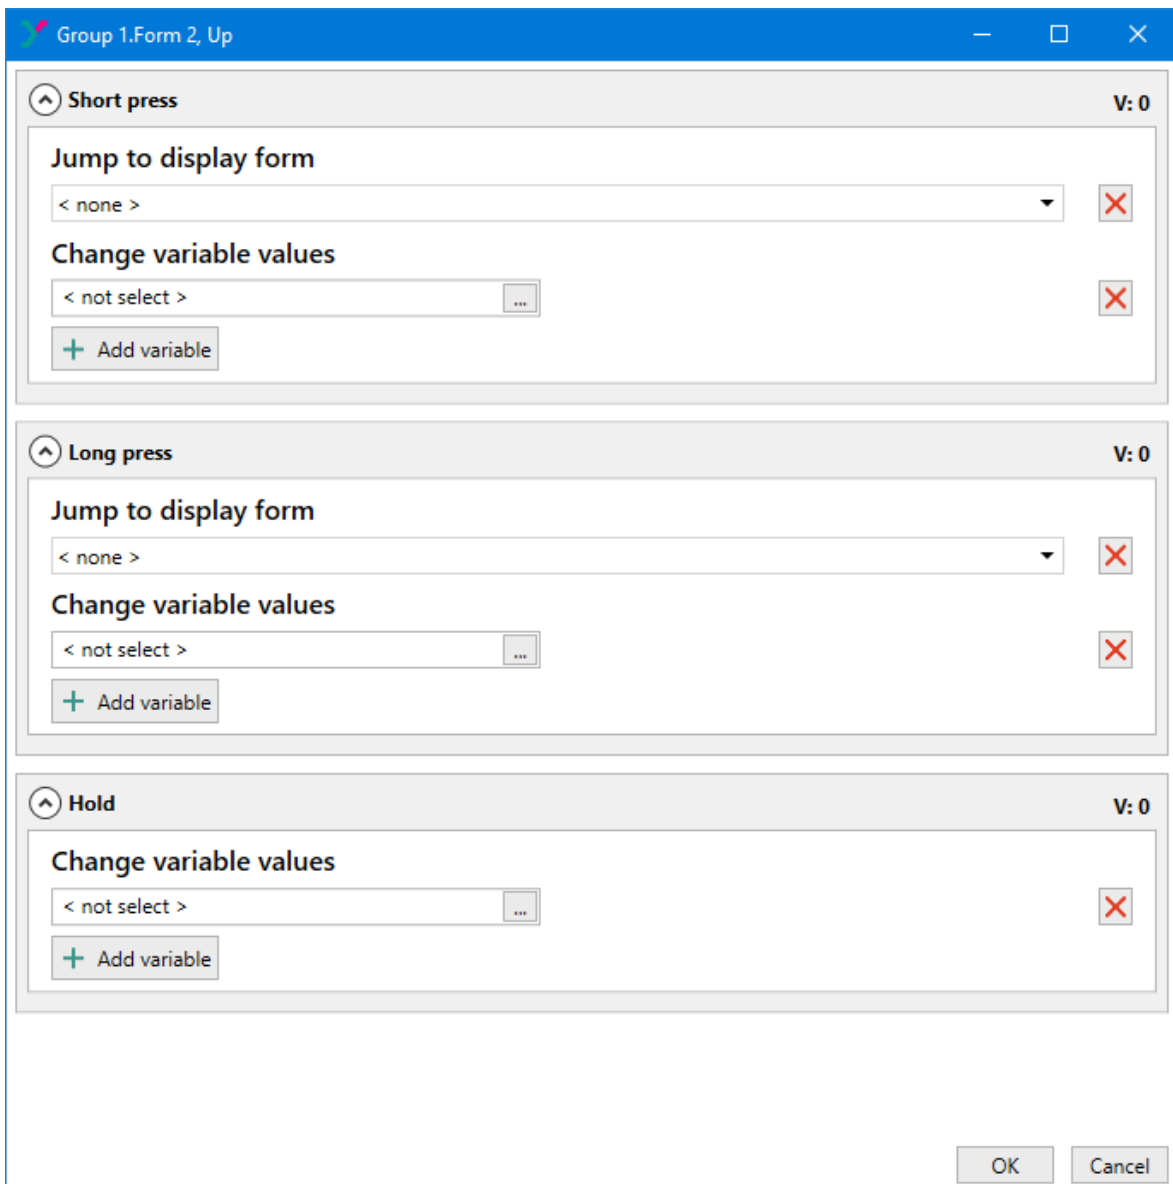 Group 1.Form 2, Up
Short press V: 0
Jump to display form
< none >
Change variable values
< not select > ...
+ Add variable
Long press V: 0
Jump to display form
< none >
Change variable values
< not select > ...
+ Add variable
Hold V: 0
Change variable values
< not select > ...
+ Add variable
OK Cancel